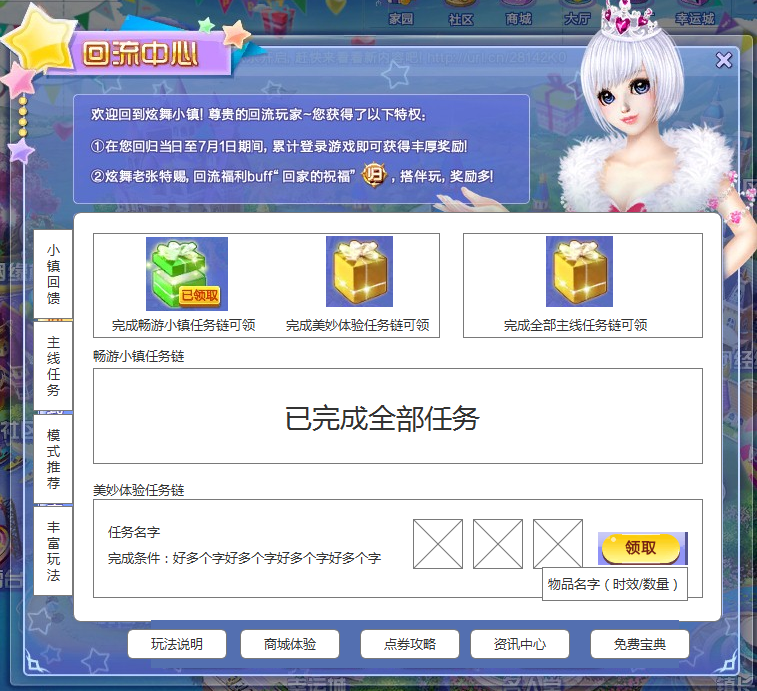 家园 社区 商城 大厅 幸运城
回流中心
欢迎回到炫舞小镇! 尊贵的回流玩家~您获得了以下特权:
①在您回归当日至7月1日期间, 累计登录游戏即可获得丰厚奖励!
②炫舞老张特赐, 回流福利buff“回家的祝福” 归 , 搭伴玩, 奖励多!
小镇回馈
主线任务
模式推荐
丰富玩法
已领取
完成畅游小镇任务链可领
完成美妙体验任务链可领
完成全部主线任务链可领
畅游小镇任务链
已完成全部任务
美妙体验任务链
任务名字
完成条件：好多个字好多个字好多个字好多个字
领取
物品名字（时效/数量）
玩法说明
商城体验
点券攻略
资讯中心
免费宝典